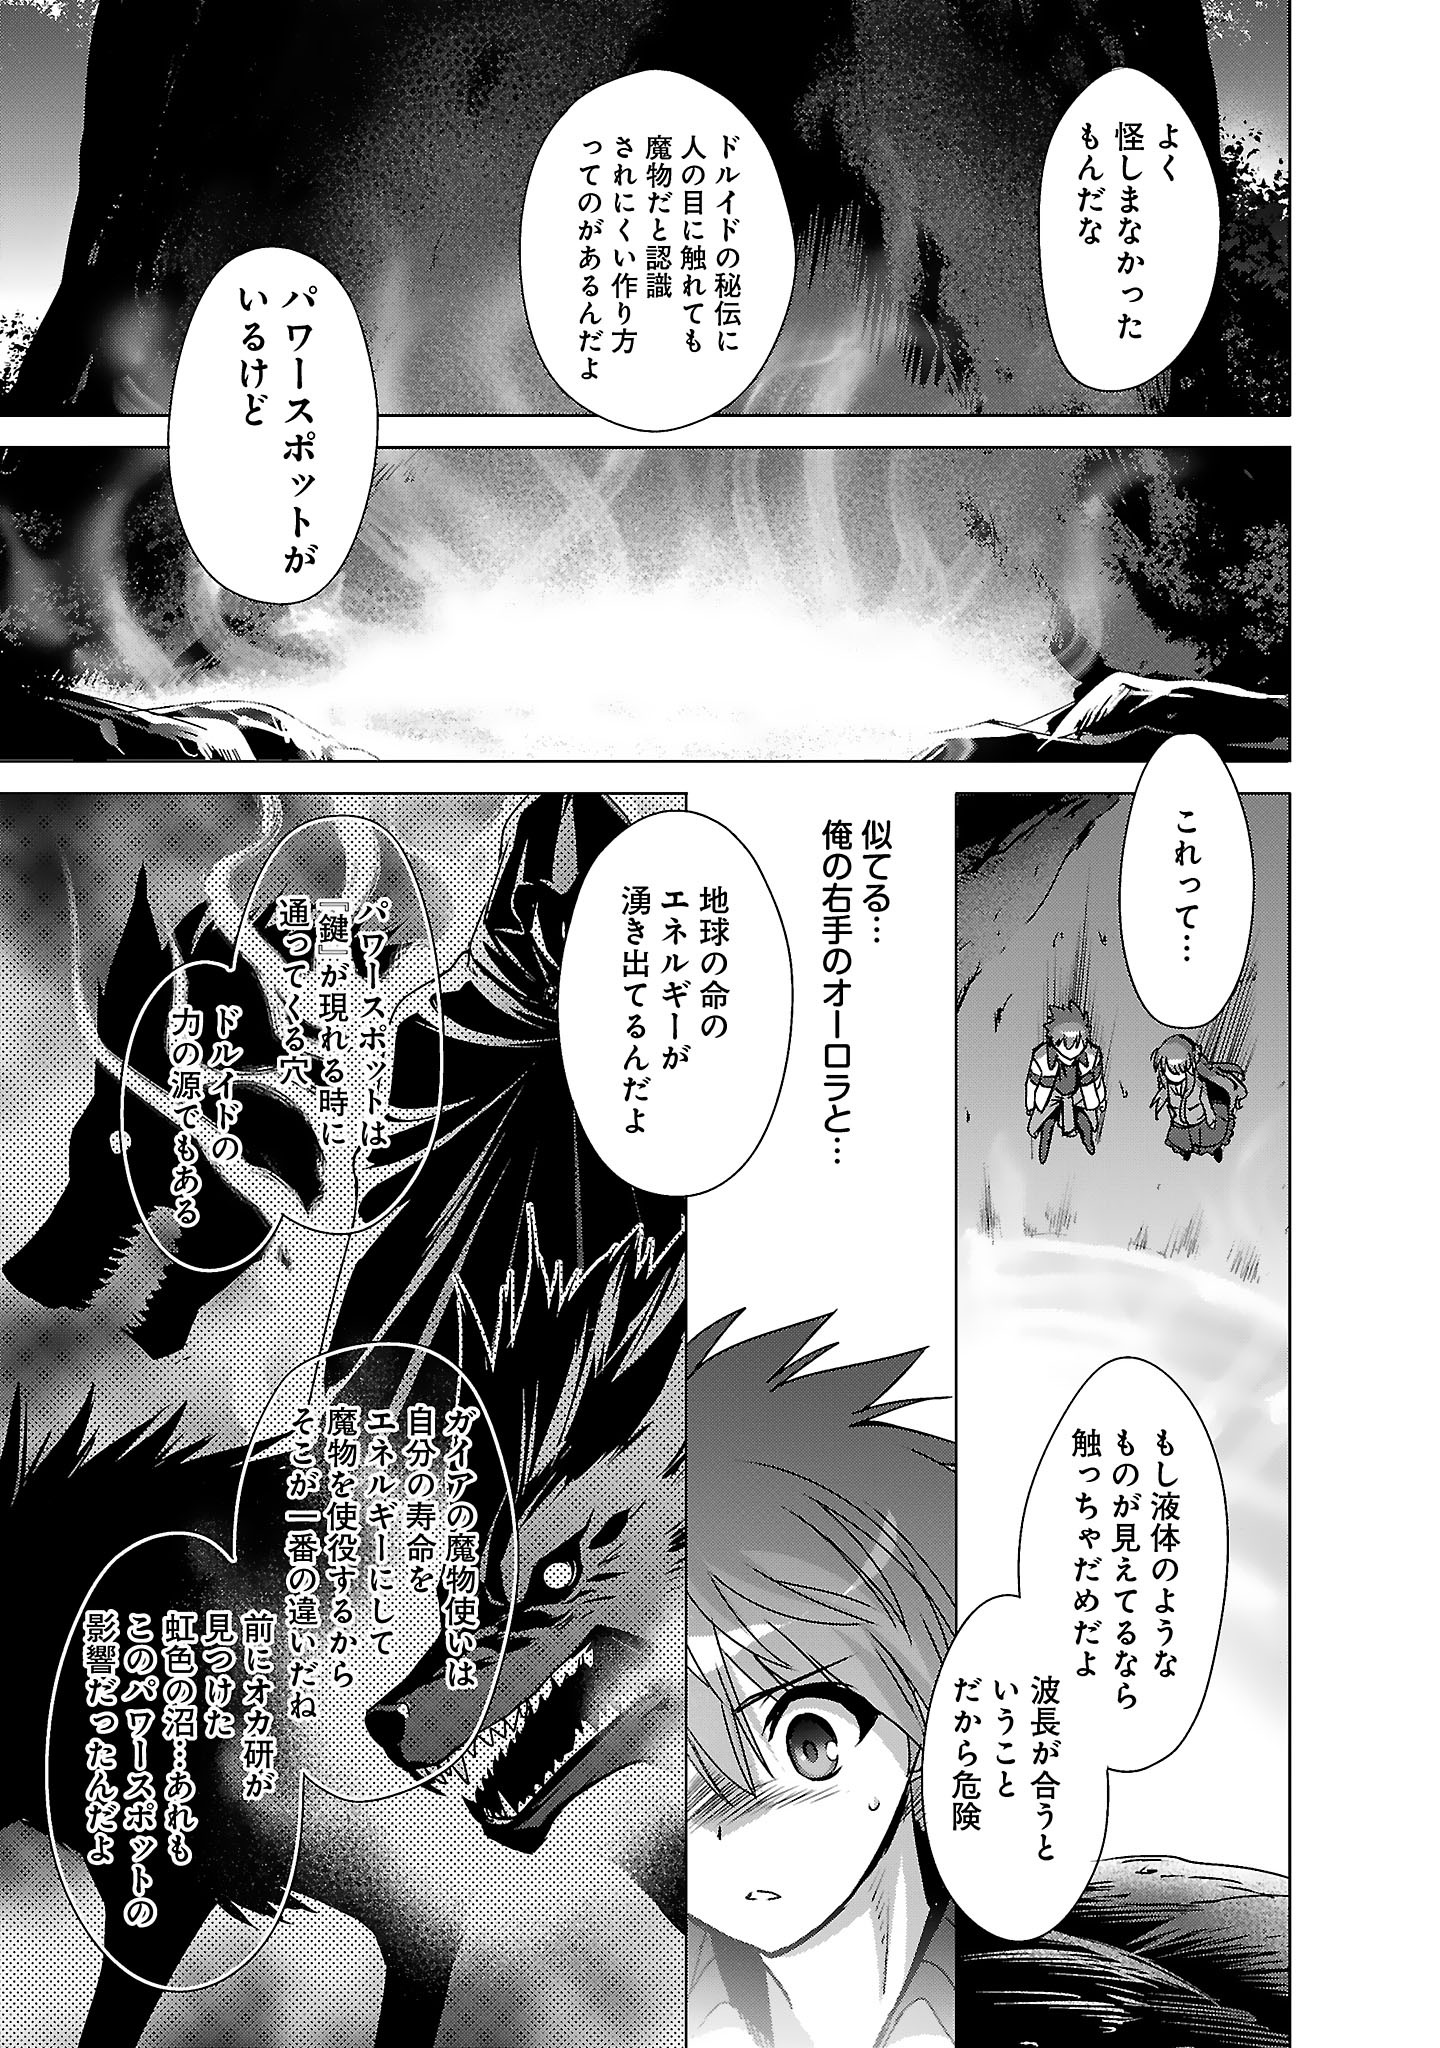 よく
怪しまなかった
もんだな
ドルイドの秘伝に
人の目に触れても
魔物だと認識
されにくい作り方
ってのがあるんだよ
パワースポットが
いるけど
これって…
もし液体のような
ものが見えてるなら
触っちゃだめだよ
波長が合うと
いうこと
だから危険
似てる…
俺の右手のオーロラと…
地球の命の
エネルギーが
湧き出てるんだよ
パワースポットは
『鍵』が現れる時に
通ってくる穴
ドルイドの
力の源でもある
ガイアの魔物使いは
自分の寿命を
エネルギーにして
魔物を使役するから
そこが一番の違いだね
前にオカ研が
見つけた
虹色の沼…あれも
このパワースポットの
影響だったんだよ